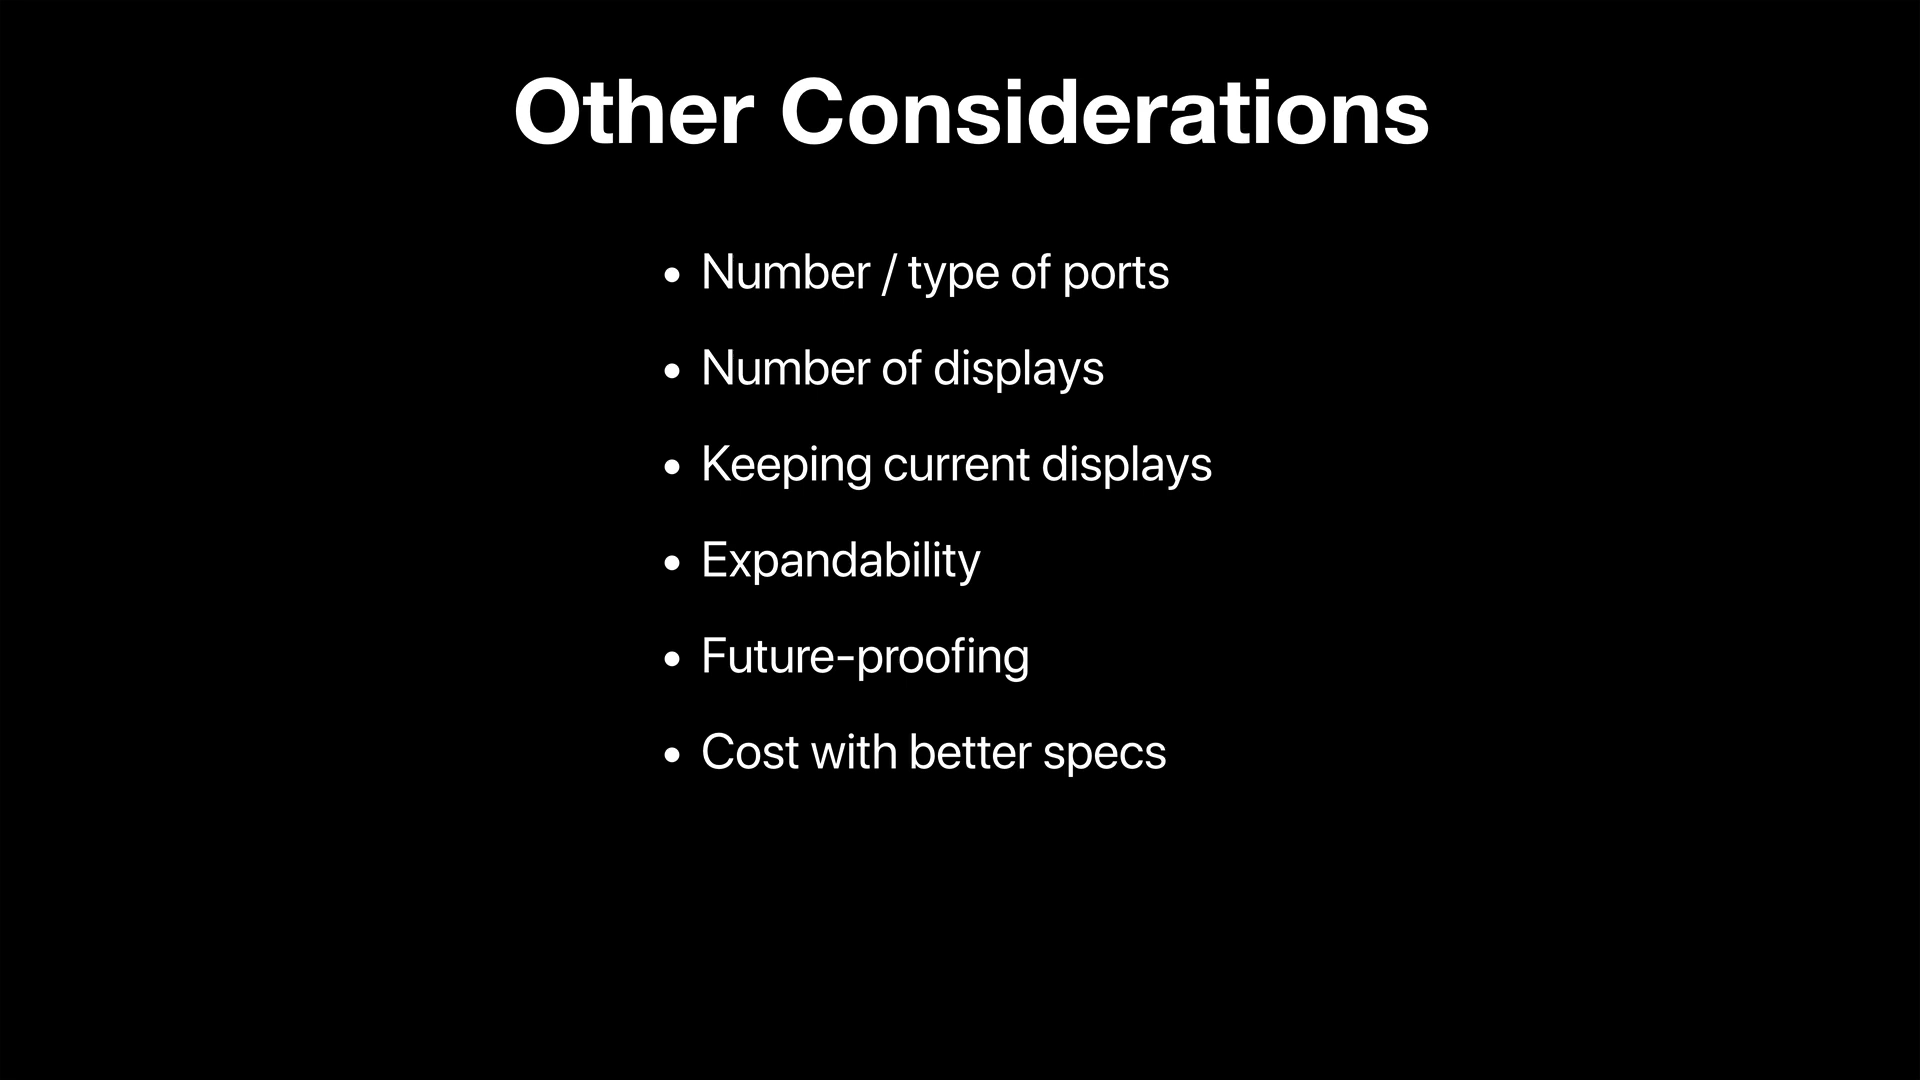 Other Considerations
• Number / type of ports
• Number of displays
• Keeping current displays
• Expandability
• Future-proofing
• Cost with better specs